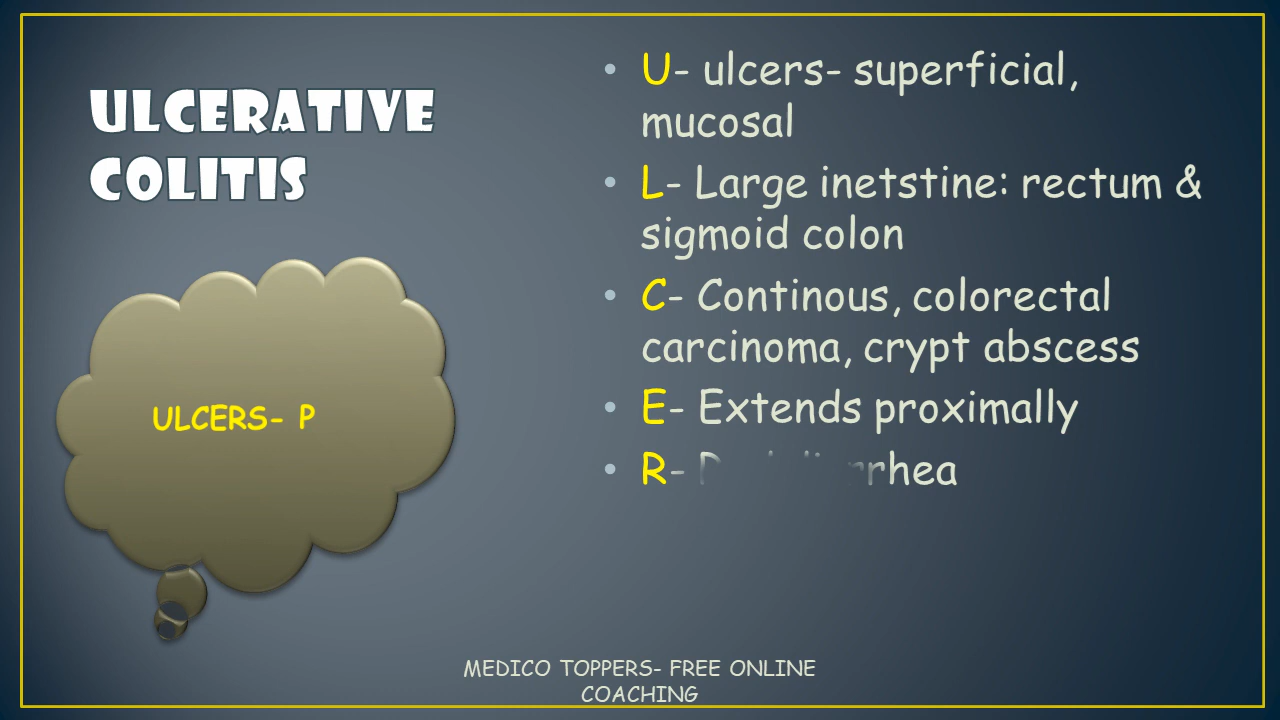 ULCERATIVE
COLITIS
ULCERS- P
• U- ulcers- superficial,
mucosal
• L- Large inetstine: rectum &
sigmoid colon
• C- Continous, colorectal
carcinoma, crypt abscess
• E- Extends proximally
• R-
MEDICO TOPPERS- FREE ONLINE
COACHING